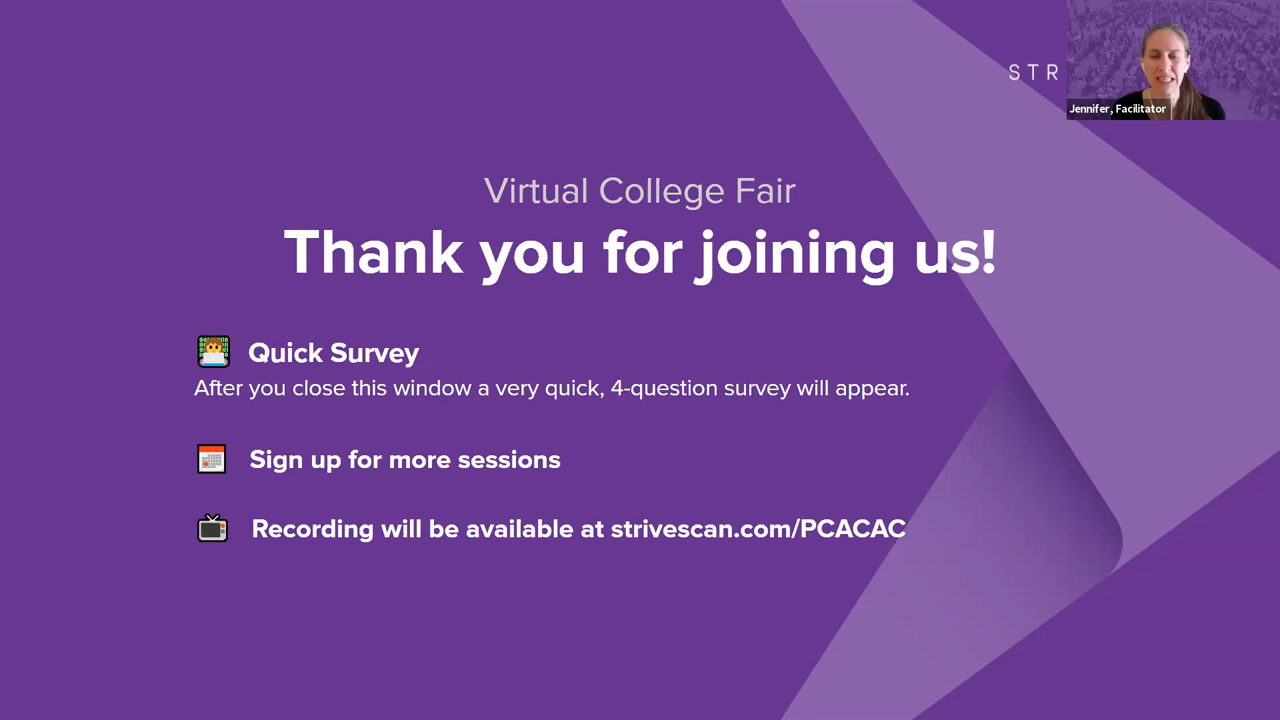 STR
Jennifer, Facilitator
Virtual College Fair
Thank you for joining us!
Quick Survey
After you close this window a very quick, 4-question survey will appear.
Sign up for more sessions
Recording will be available at strivescan.com/PCACAC